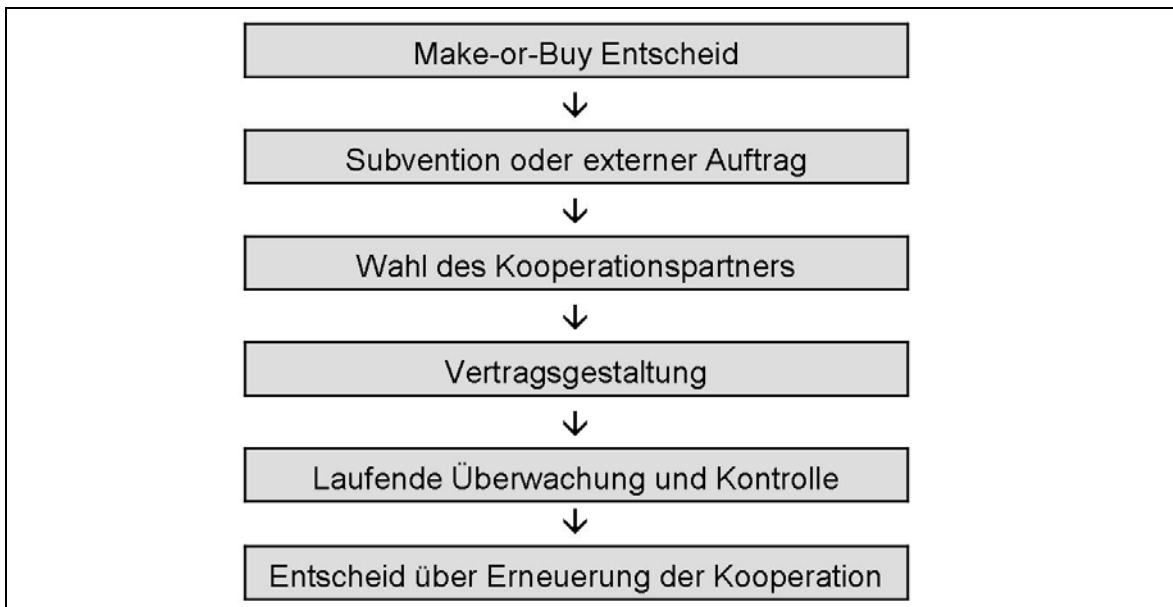 Make-or-Buy Entscheid
Subvention oder externer Auftrag
Wahl des Kooperationspartners
Vertragsgestaltung
Laufende Überwachung und Kontrolle
Entscheid über Erneuerung der Kooperation